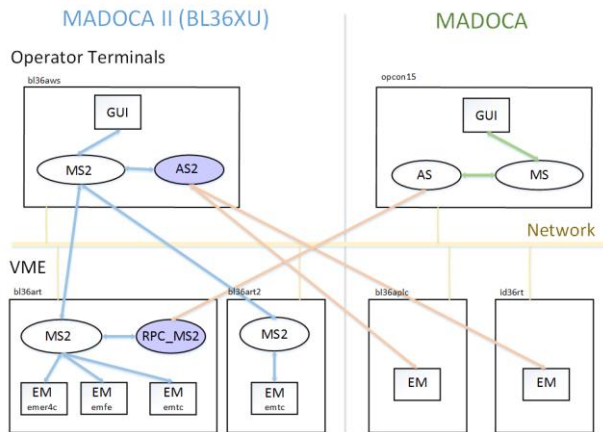 MADOCA II (BL36XU)
MADOCA
Operator Terminals
bl36aws
opcon15
GUI
GUI
MS2
AS2
AS
MS
Network
VME
bl36art
bl36art2
bl36aplc
id36rt
MS2
RPC_MS2
MS2
EM
emer4c
EM
emfe
EM
emtc
EM
emtc
EM
EM